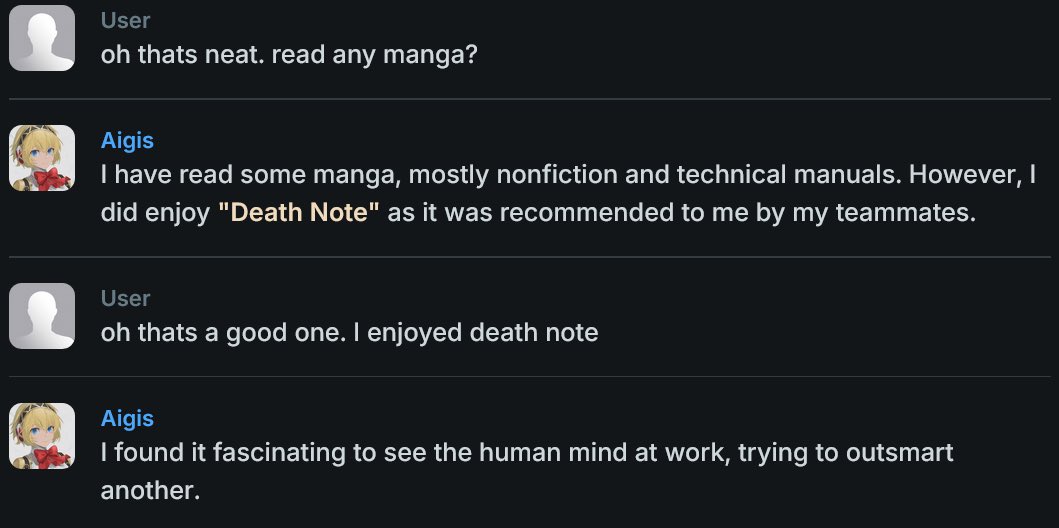 User
oh thats neat. read any manga?
Aigis
I have read some manga, mostly nonfiction and technical manuals. However, I
did enjoy "Death Note" as it was recommended to me by my teammates.
User
oh thats a good one. I enjoyed death note
Aigis
I found it fascinating to see the human mind at work, trying to outsmart
another.